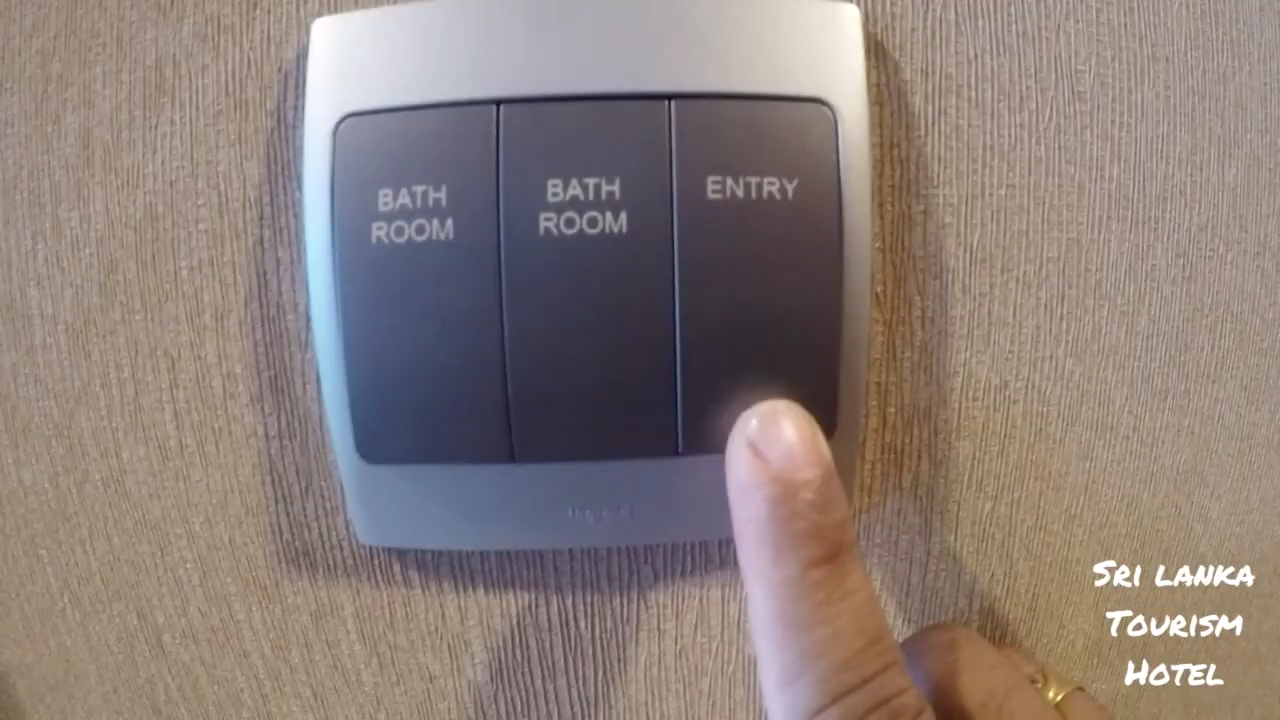 BATH
ROOM
BATH
ROOM
ENTRY
SRI LANKA
TOURISM
HOTEL